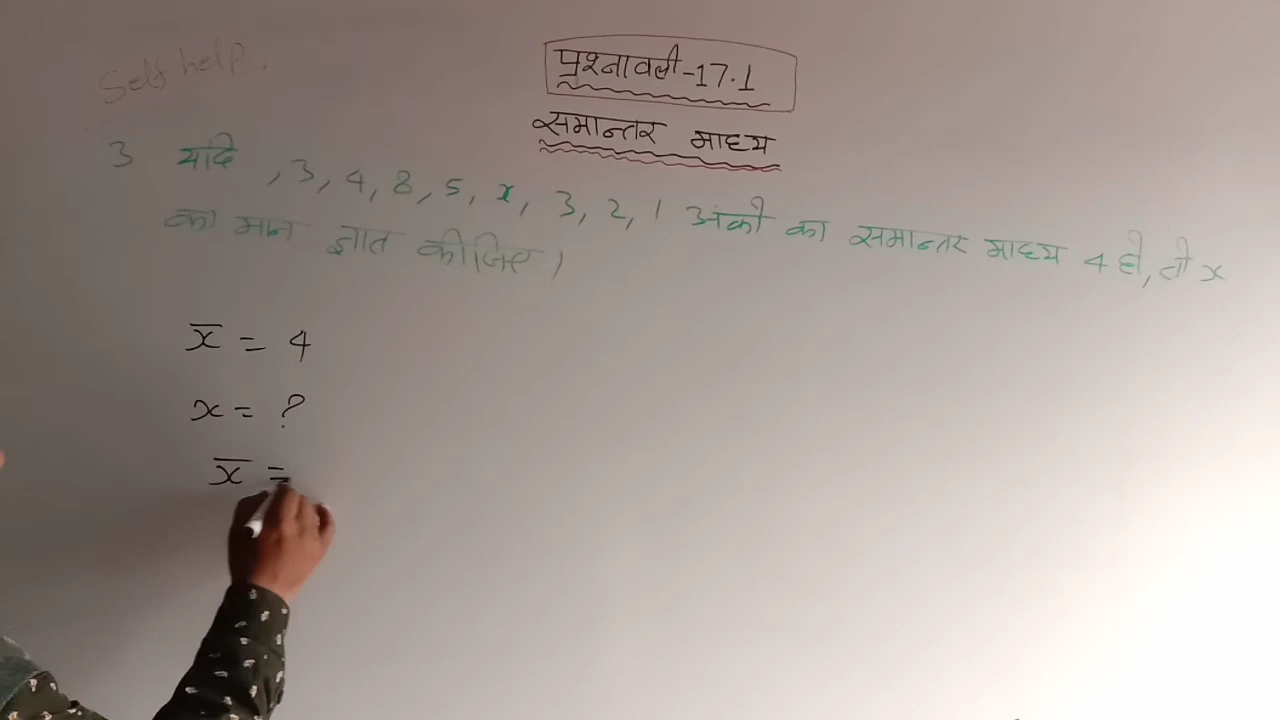 Self help.
प्रश्नावली-17.1
समान्तर माध्य
3 यदि , 3, 4, 8, 5, x, 3, 2, 1 अंको का समान्तर माध्य 4 हो, तो x
का मान ज्ञात कीजिए।
x̅ = 4
x = ?
x̅ =